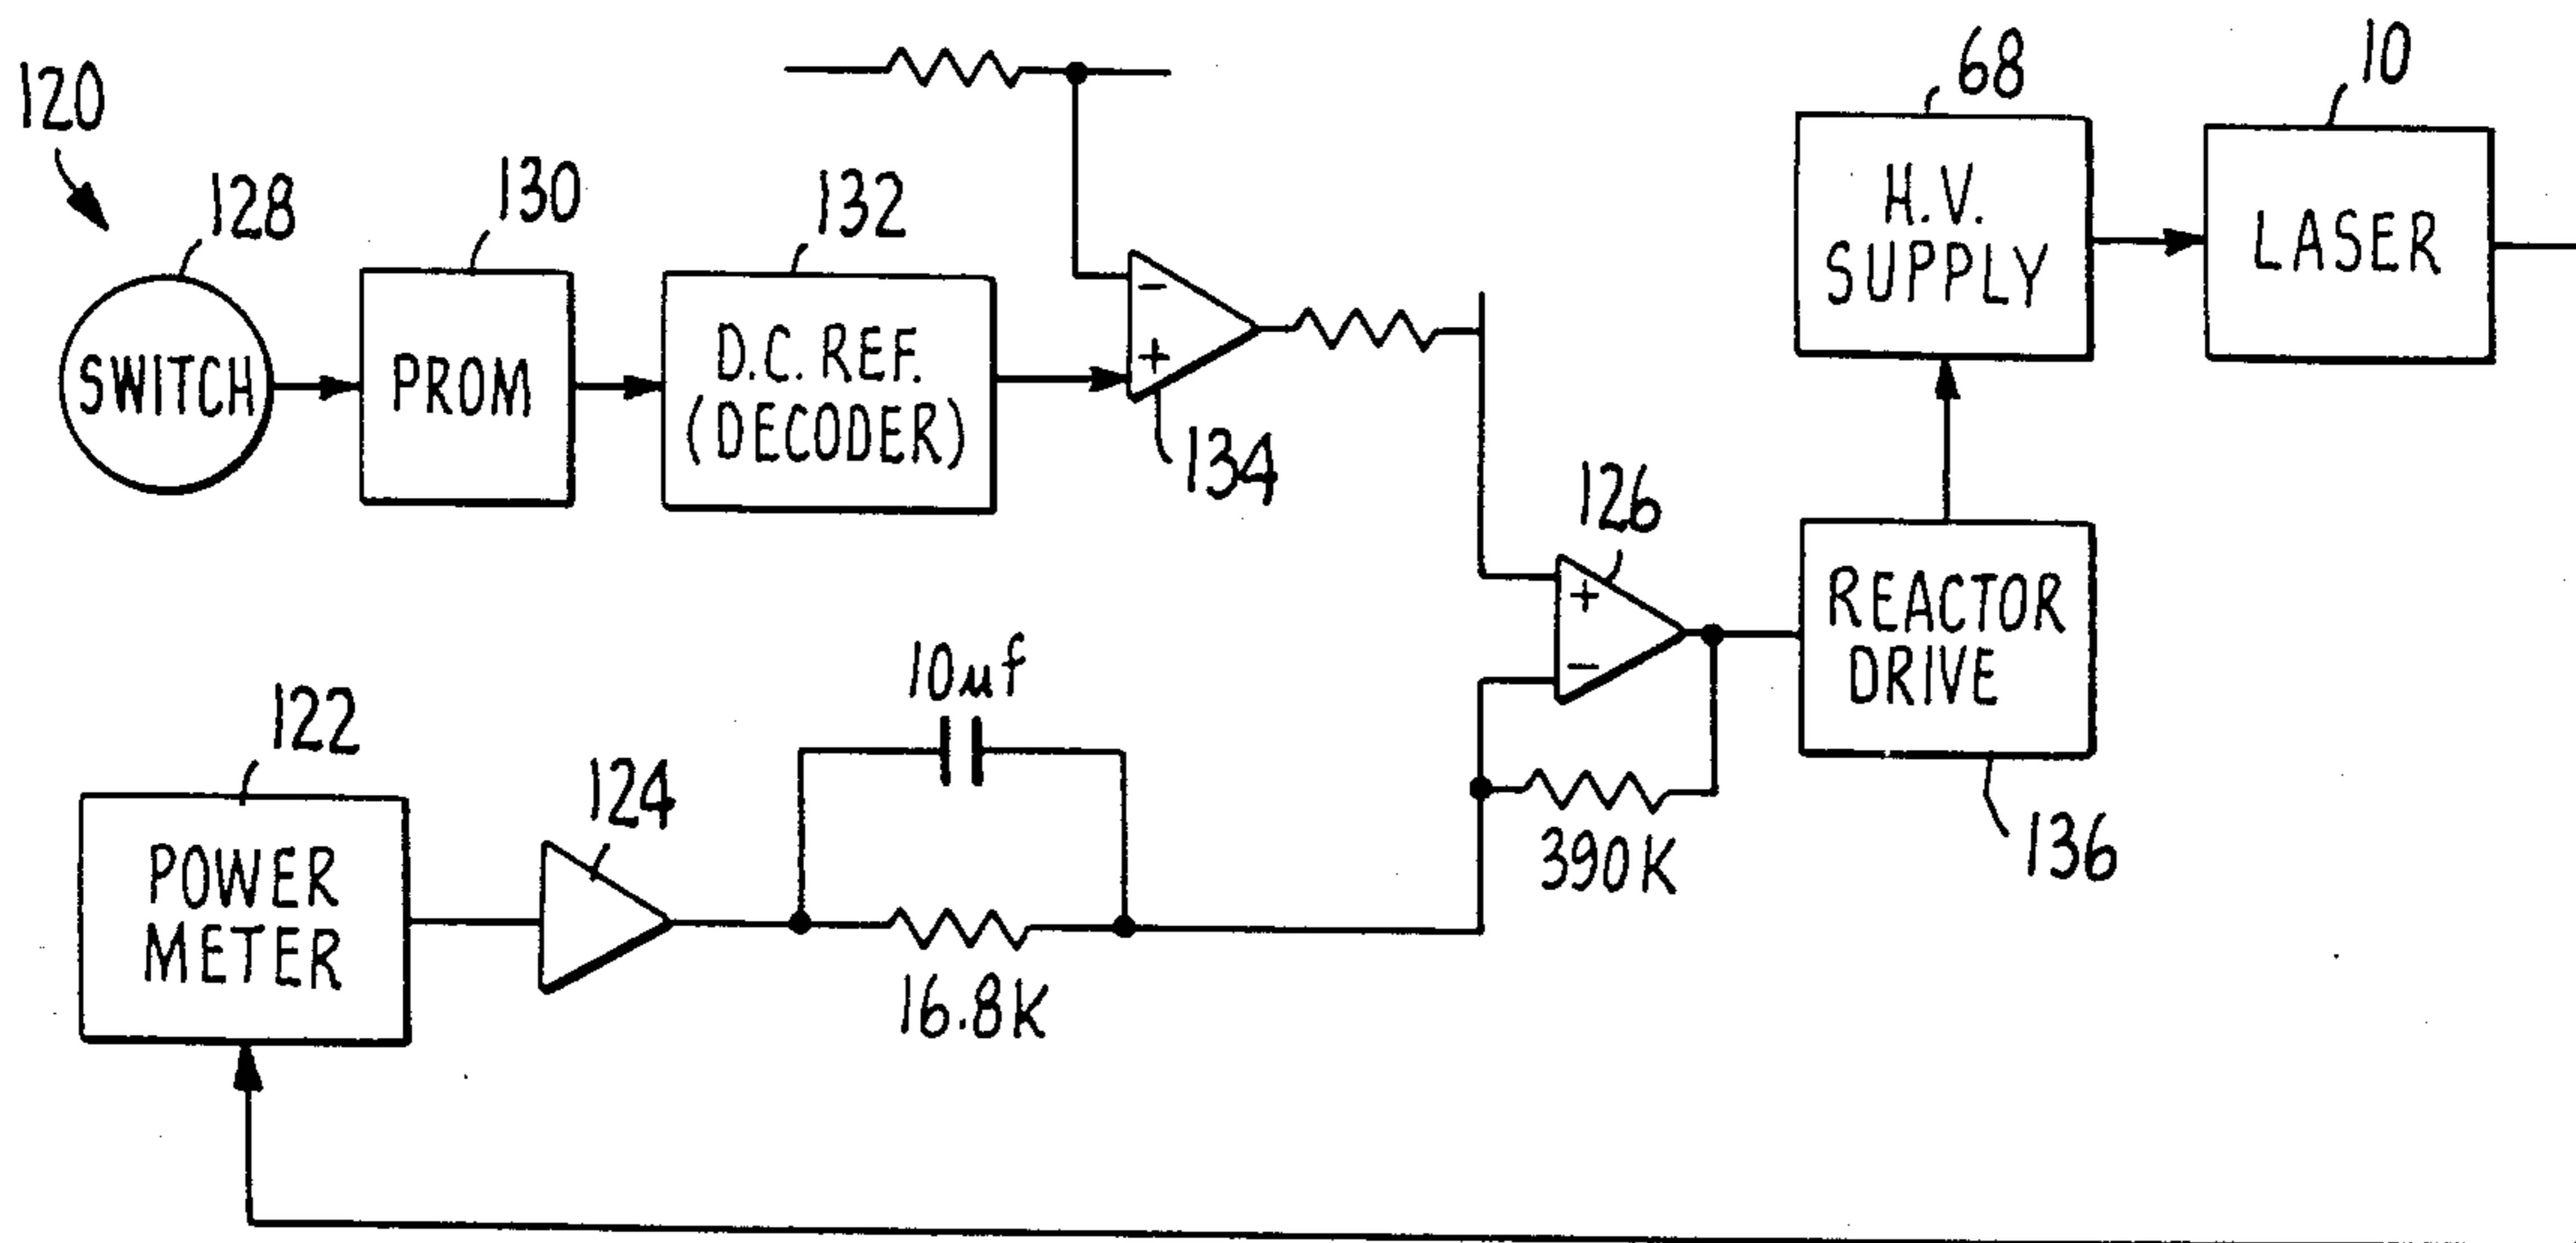 120
128
SWITCH
130
PROM
132
D.C. REF.
(DECODER)
-
+
134
68
H.V.
SUPPLY
10
LASER
126
+
-
REACTOR
DRIVE
136
390K
122
POWER
METER
124
10µf
16.8K